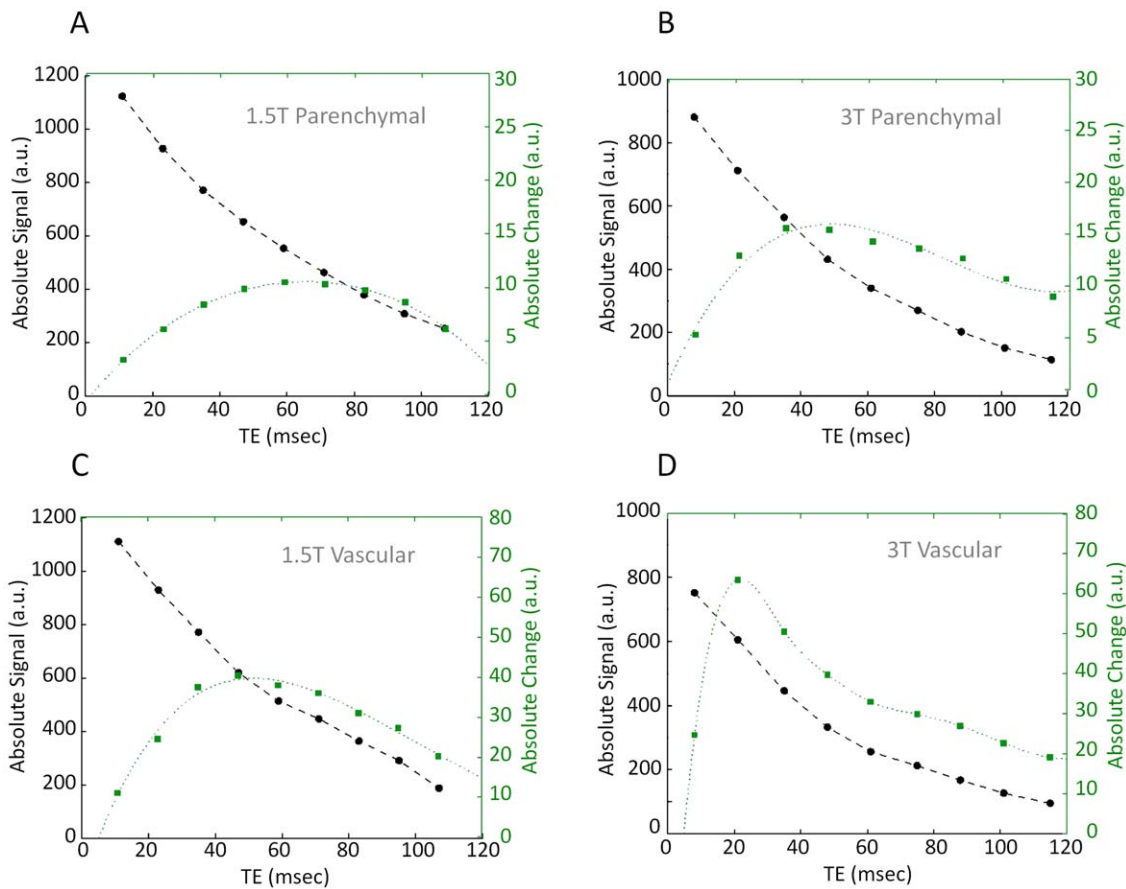 A
1200
1000
800
600
400
200
0
Absolute Signal (a.u.)
1.5T Parenchymal
30
25
20
15
10
5
0
Absolute Change (a.u.)
0 20 40 60 80 100 120
TE (msec)
B
1000
800
600
400
200
0
Absolute Signal (a.u.)
3T Parenchymal
30
25
20
15
10
5
0
Absolute Change (a.u.)
0 20 40 60 80 100 120
TE (msec)
C
1200
1000
800
600
400
200
0
Absolute Signal (a.u.)
1.5T Vascular
80
70
60
50
40
30
20
10
0
Absolute Change (a.u.)
0 20 40 60 80 100 120
TE (msec)
D
1000
800
600
400
200
0
Absolute Signal (a.u.)
3T Vascular
80
70
60
50
40
30
20
10
0
Absolute Change (a.u.)
0 20 40 60 80 100 120
TE (msec)